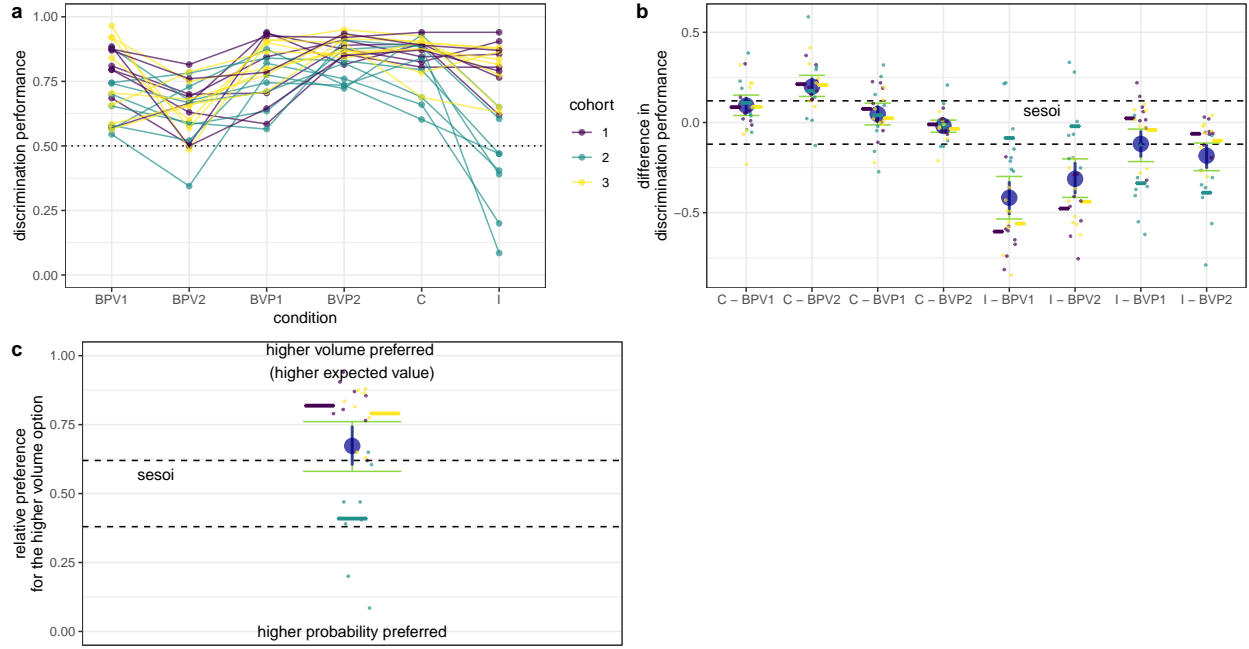 a
1.00
0.75
0.50
0.25
0.00
discrimination performance
BPV1
BPV2
BVP1
BVP2
C
I
condition
cohort
1
2
3
b
0.5
0.0
−0.5
difference in
discrimination performance
sesoi
C − BPV1
C − BPV2
C − BVP1
C − BVP2
I − BPV1
I − BPV2
I − BVP1
I − BVP2
c
1.00
0.75
0.50
0.25
0.00
relative preference
for the higher volume option
higher volume preferred
(higher expected value)
sesoi
higher probability preferred